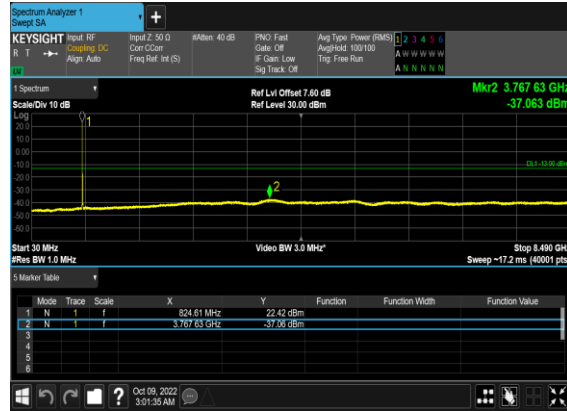 Spectrum Analyzer 1
Swept SA
+
KEYSIGHT Input: RF Input Z: 50 Ω #Atten: 40 dB PNO: Fast Avg Type: Power (RMS) 1 2 3 4 5 6
R T Coupling: DC Corr CCorr Gate: Off Avg|Hold: 100/100 A W W W W W
Align: Auto Freq Ref: Int (S) IF Gain: Low Trig: Free Run
Sig Track: Off A N N N N N
1 Spectrum Ref Lvl Offset 7.60 dB Mkr2 3.767 63 GHz
Scale/Div 10 dB Ref Level 30.00 dBm -37.063 dBm
Log
20.0
10.0
0.00
-10.0
-20.0
-30.0
-40.0
-50.0
-60.0
1
2
DL1 -13.00 dBm
Start 30 MHz Video BW 3.0 MHz* Stop 8.490 GHz
#Res BW 1.0 MHz Sweep ~17.2 ms (40001 pts)
5 Marker Table
Mode Trace Scale X Y Function Function Width Function Value
1 N 1 f 824.61 MHz 22.42 dBm
2 N 1 f 3.767 63 GHz -37.06 dBm
3
4
5
6
? Oct 09, 2022
3:01:35 AM